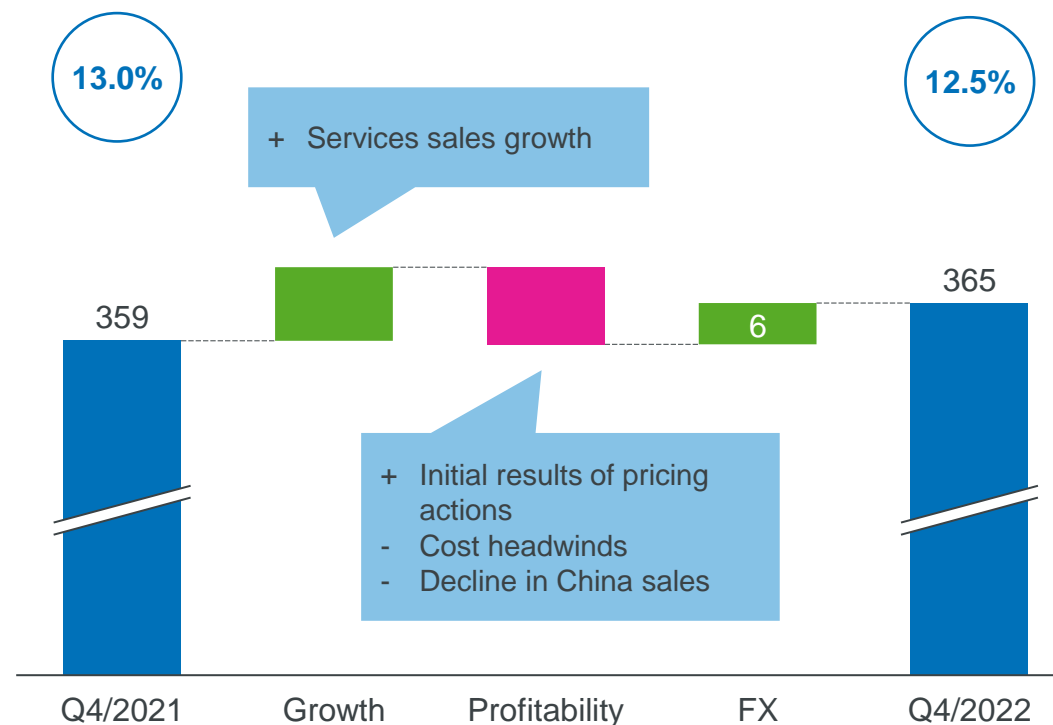 13.0%
12.5%
+ Services sales growth
359
6
365
+ Initial results of pricing
actions
- Cost headwinds
- Decline in China sales
Q4/2021
Growth
Profitability
FX
Q4/2022